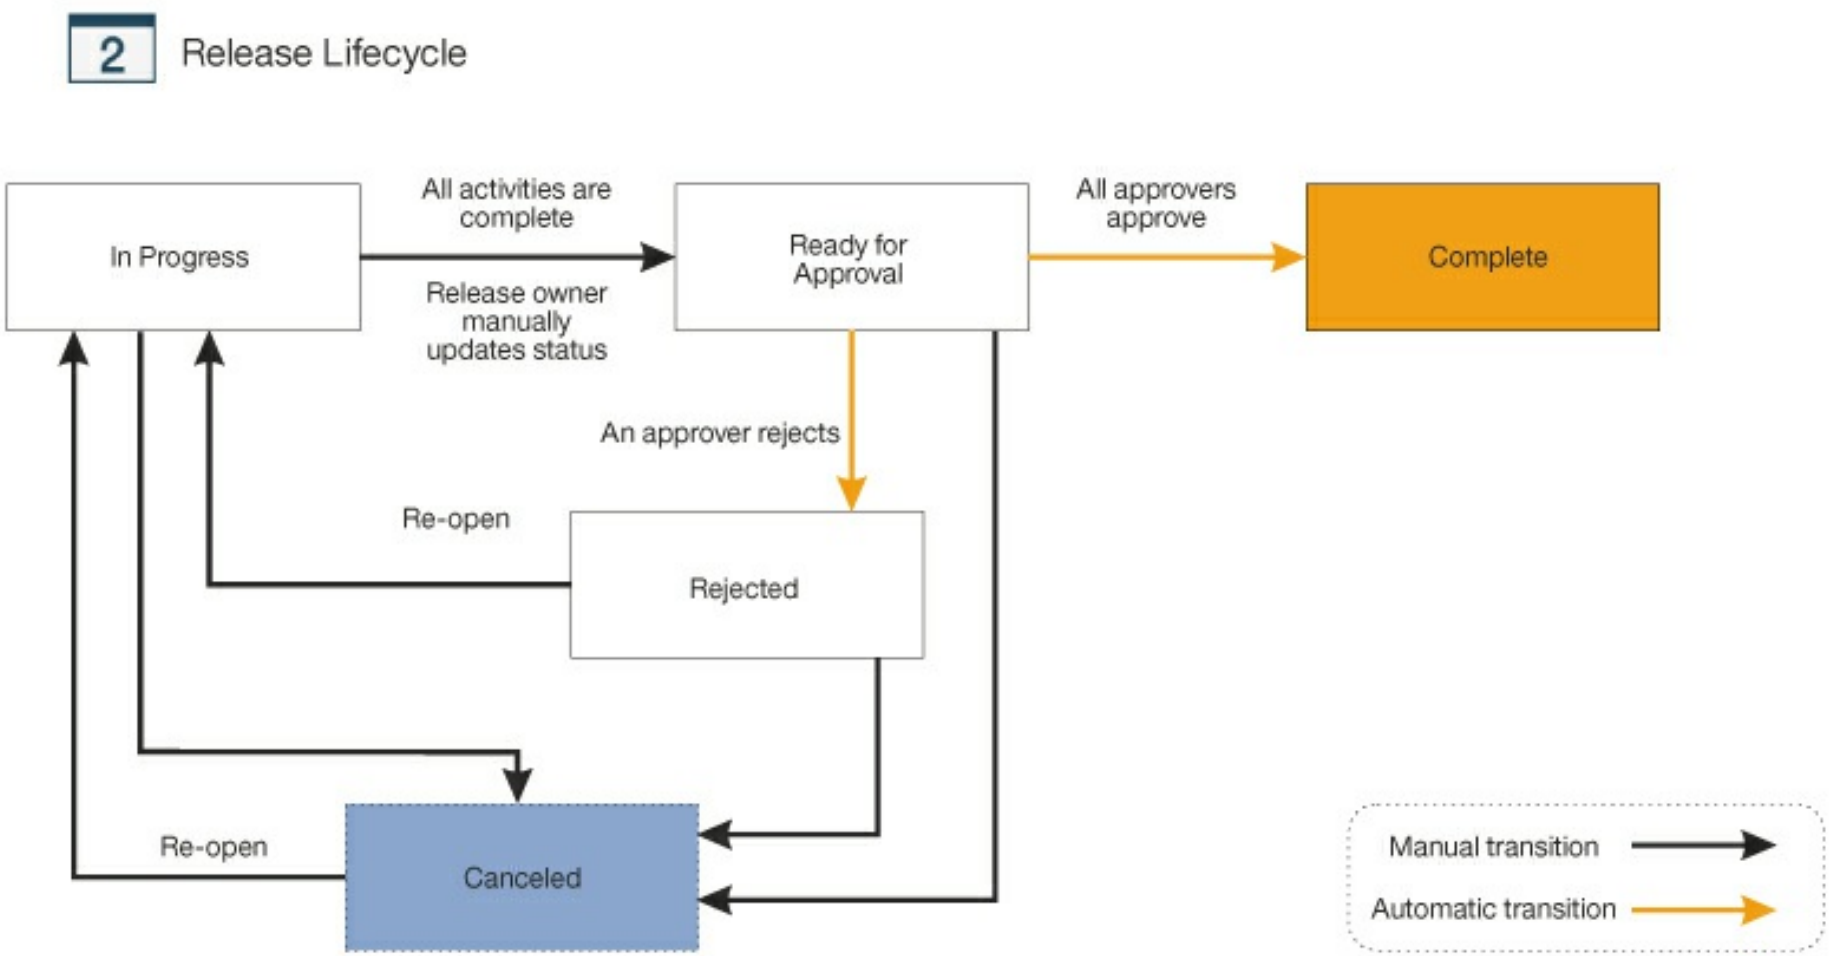 2 Release Lifecycle
All activities are
complete
All approvers
approve
In Progress
Ready for
Approval
Complete
Release owner
manually
updates status
An approver rejects
Re-open
Rejected
Re-open
Canceled
Manual transition
Automatic transition